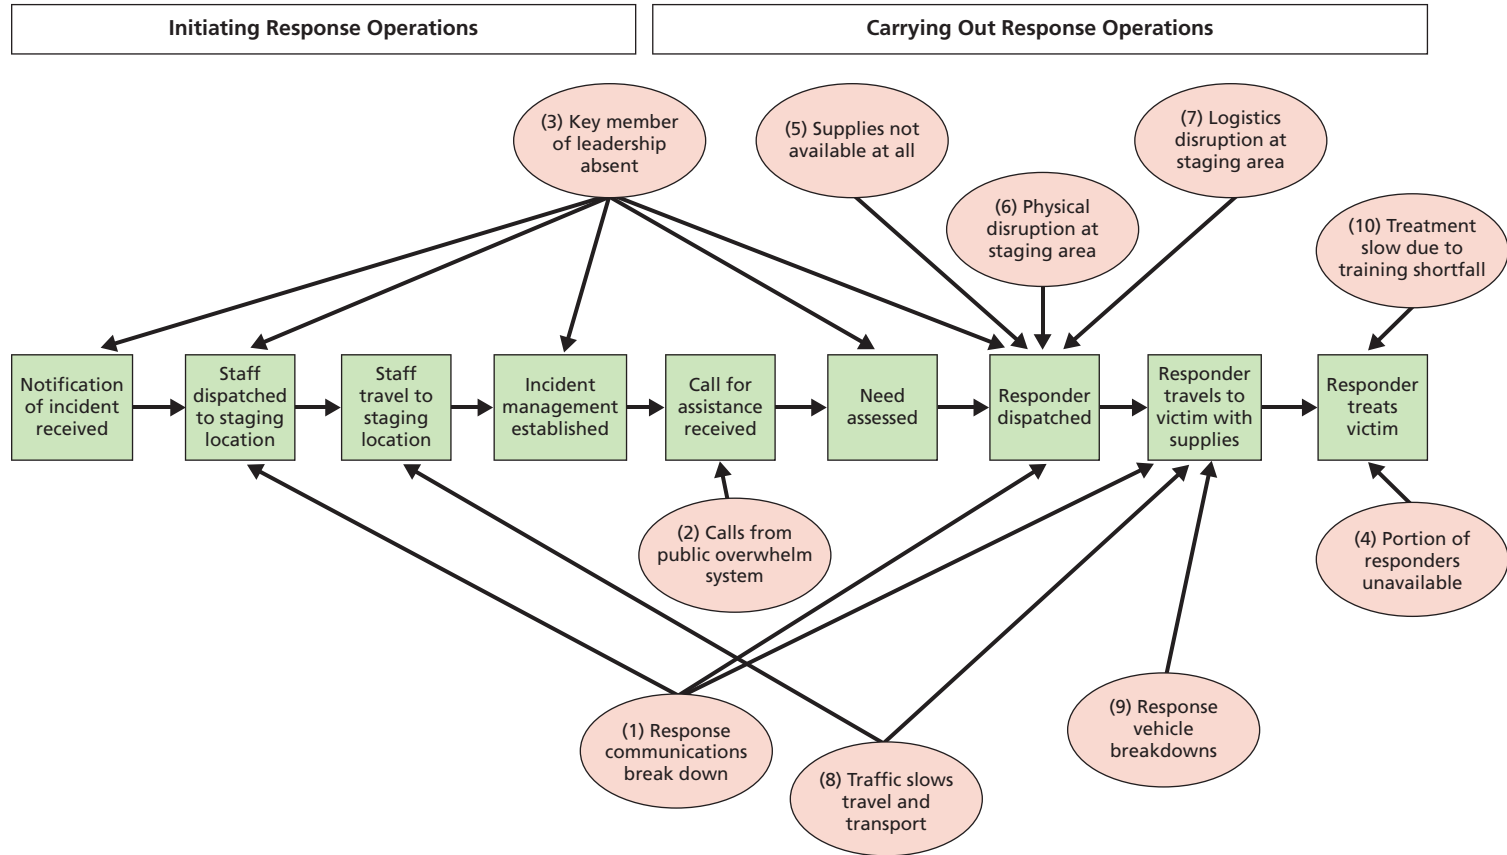 Initiating Response Operations
Carrying Out Response Operations
(3) Key member
of leadership
absent
(5) Supplies not
available at all
(7) Logistics
disruption at
staging area
(6) Physical
disruption at
staging area
(10) Treatment
slow due to
training shortfall
Notification
of incident
received
Staff
dispatched
to staging
location
Staff
travel to
staging
location
Incident
management
established
Call for
assistance
received
Need
assessed
Responder
dispatched
Responder
travels to
victim with
supplies
Responder
treats
victim
(2) Calls from
public overwhelm
system
(4) Portion of
responders
unavailable
(1) Response
communications
break down
(8) Traffic slows
travel and
transport
(9) Response
vehicle
breakdowns